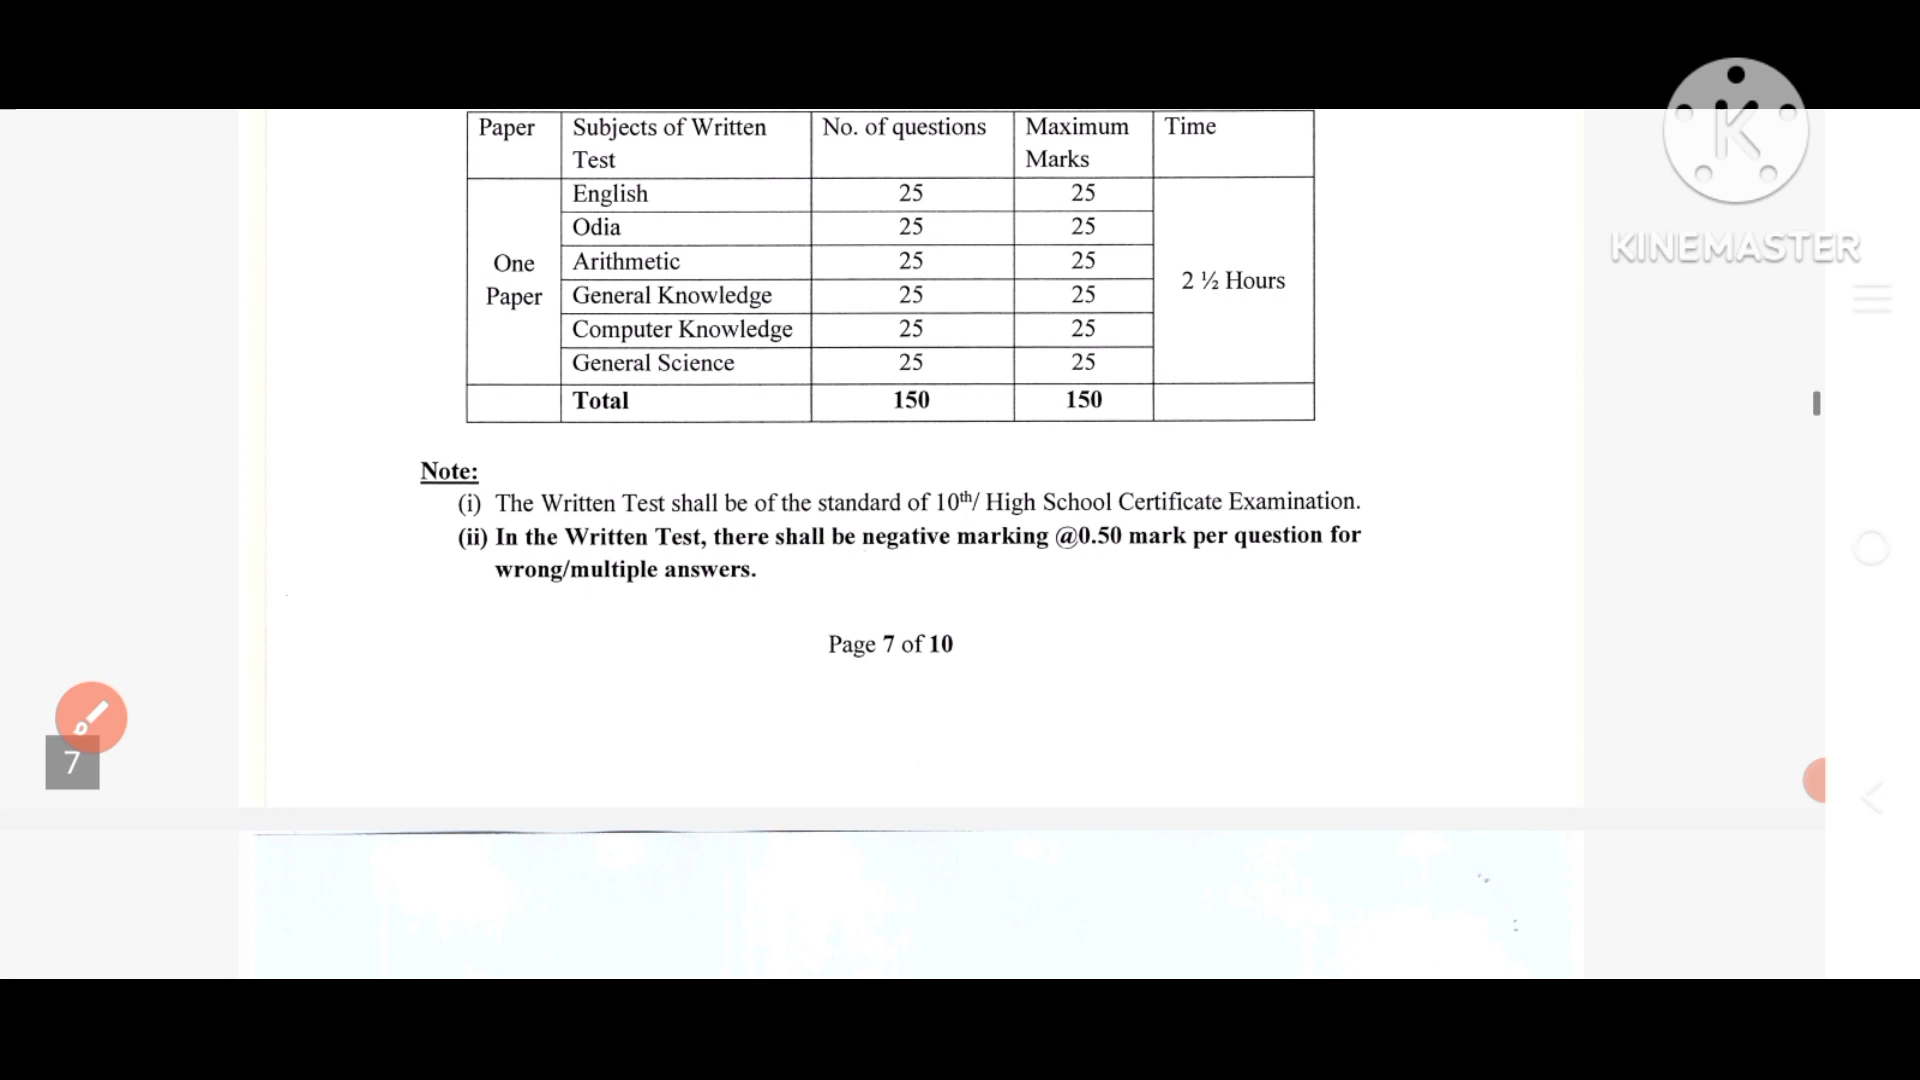 Paper Subjects of Written Test No. of questions Maximum Marks Time
One Paper English 25 25 2 ½ Hours
Odia 25 25
Arithmetic 25 25
General Knowledge 25 25
Computer Knowledge 25 25
General Science 25 25
Total 150 150
Note:
(i) The Written Test shall be of the standard of 10th/ High School Certificate Examination.
(ii) In the Written Test, there shall be negative marking @0.50 mark per question for
wrong/multiple answers.
Page 7 of 10
7
K
KINEMASTER